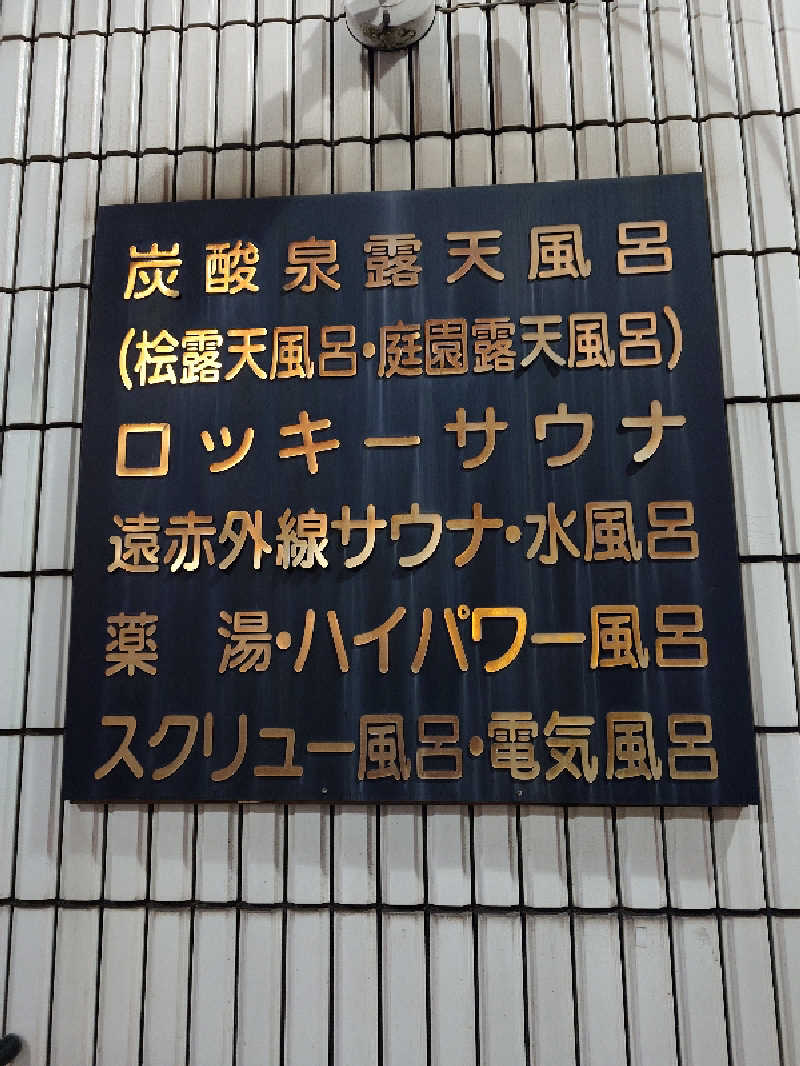 炭酸泉露天風呂
(桧露天風呂・庭園露天風呂)
ロッキーサウナ
遠赤外線サウナ・水風呂
薬 湯・ハイパワー風呂
スクリュー風呂・電気風呂